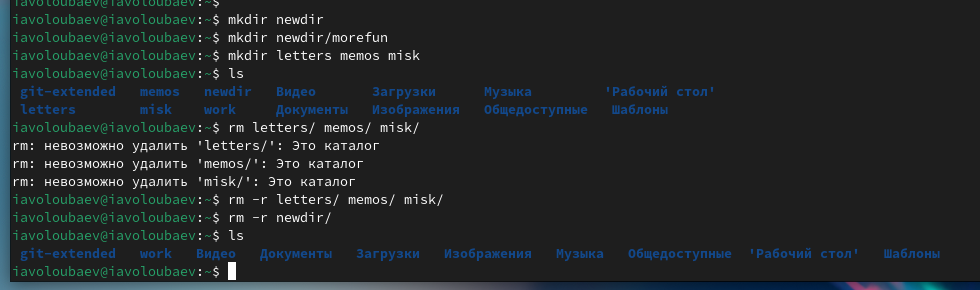 iavoloubaev@iavoloubaev:~$
iavoloubaev@iavoloubaev:~$ mkdir newdir
iavoloubaev@iavoloubaev:~$ mkdir newdir/morefun
iavoloubaev@iavoloubaev:~$ mkdir letters memos misk
iavoloubaev@iavoloubaev:~$ ls
git-extended memos newdir Видео Загрузки Музыка 'Рабочий стол'
letters misk work Документы Изображения Общедоступные Шаблоны
iavoloubaev@iavoloubaev:~$ rm letters/ memos/ misk/
rm: невозможно удалить 'letters/': Это каталог
rm: невозможно удалить 'memos/': Это каталог
rm: невозможно удалить 'misk/': Это каталог
iavoloubaev@iavoloubaev:~$ rm -r letters/ memos/ misk/
iavoloubaev@iavoloubaev:~$ rm -r newdir/
iavoloubaev@iavoloubaev:~$ ls
git-extended work Видео Документы Загрузки Изображения Музыка Общедоступные 'Рабочий стол' Шаблоны
iavoloubaev@iavoloubaev:~$